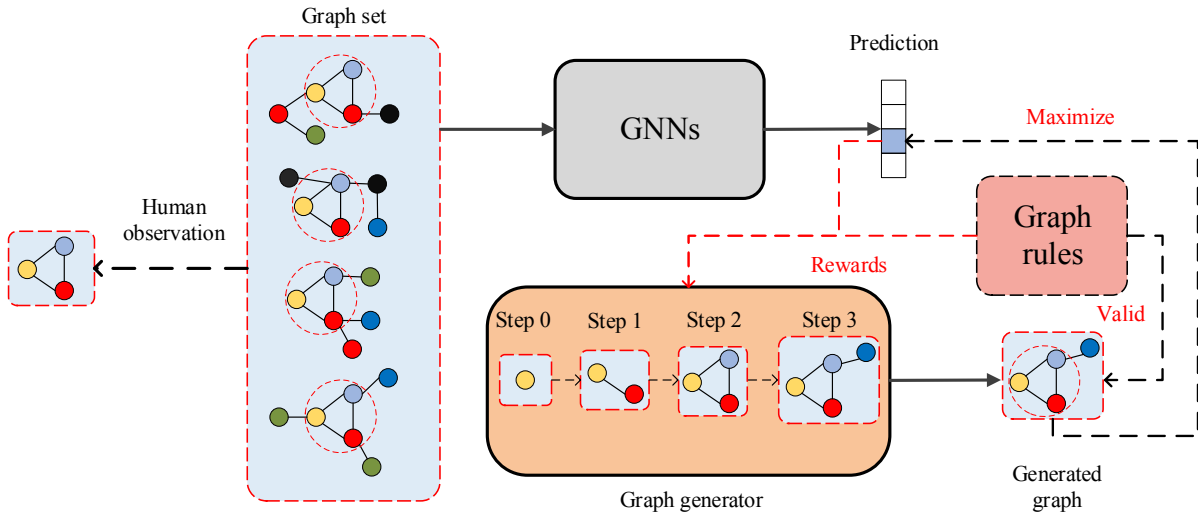 Graph set
Prediction
GNNs
Maximize
Human
observation
Graph
rules
Rewards
Valid
Step 0
Step 1
Step 2
Step 3
Graph generator
Generated
graph